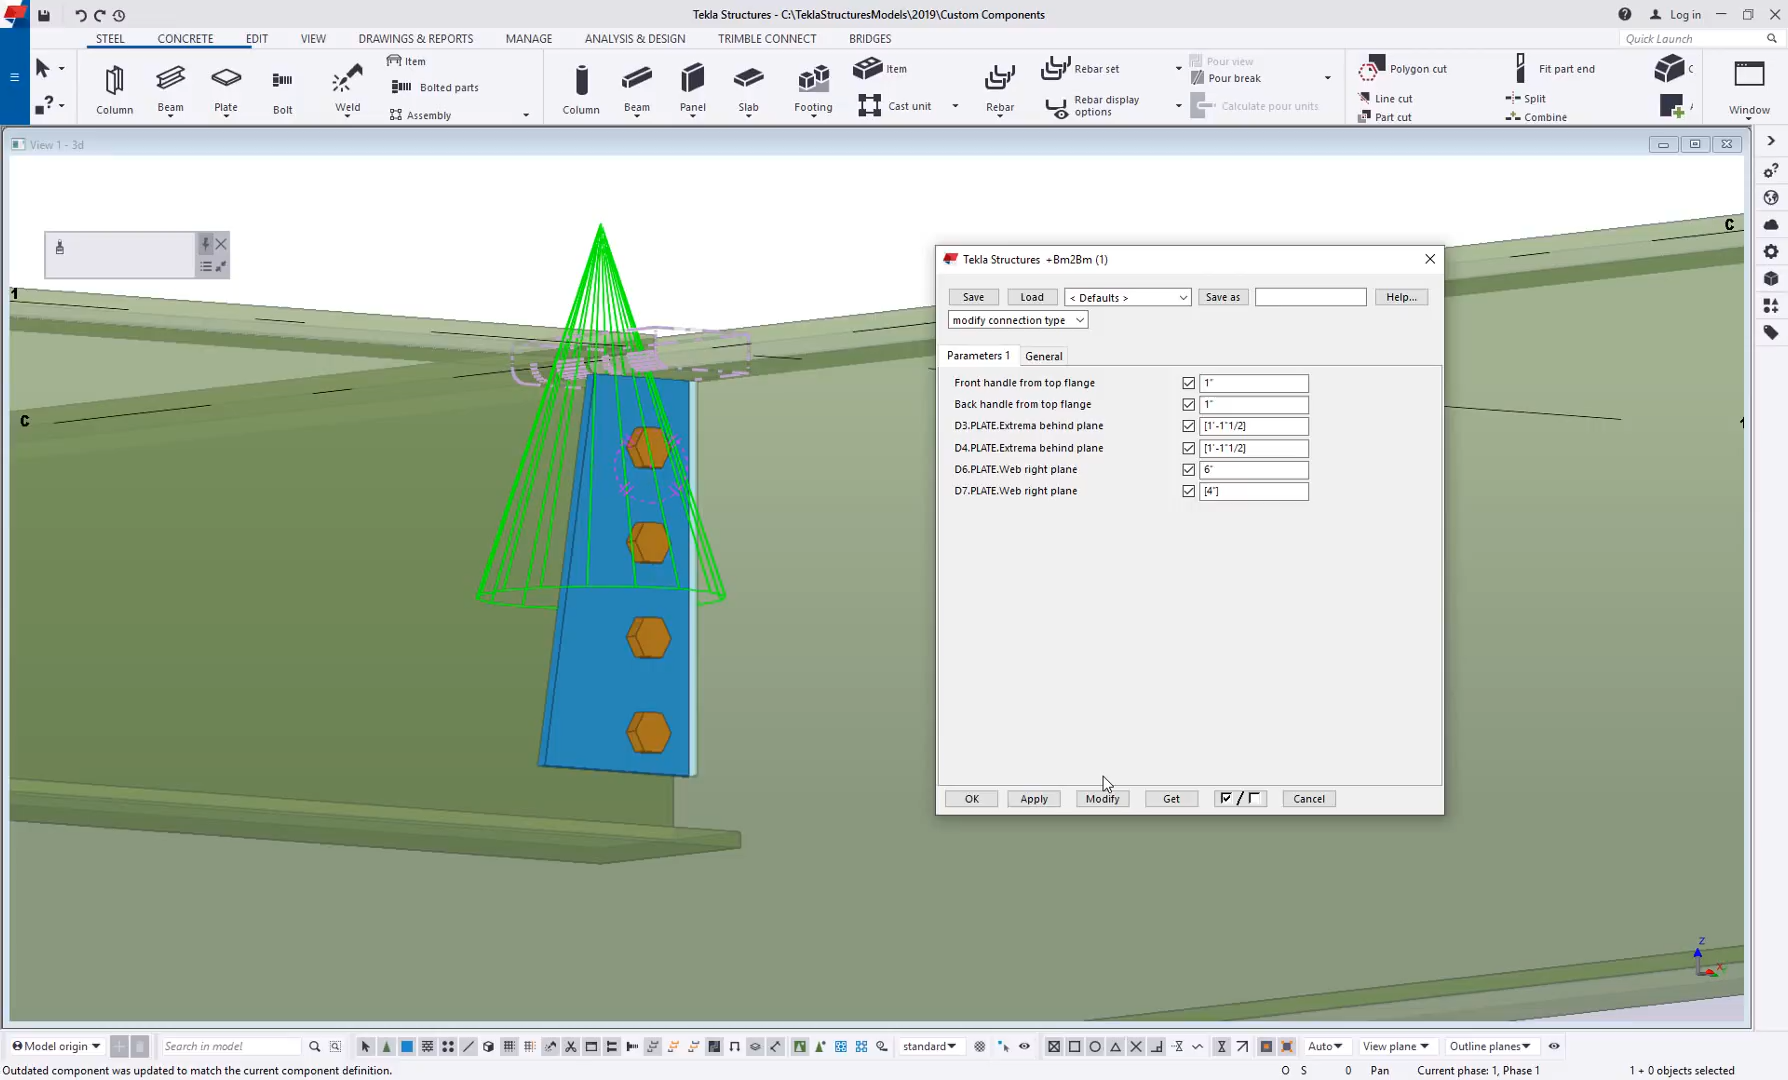 Tekla Structures - C:\TeklaStructuresModels\2019\Custom Components
Log in
STEEL CONCRETE EDIT VIEW DRAWINGS & REPORTS MANAGE ANALYSIS & DESIGN TRIMBLE CONNECT BRIDGES
Quick Launch
Column Beam Plate Bolt Weld
Item
Bolted parts
Assembly
Column Beam Panel Slab Footing
Item
Cast unit
Rebar
Rebar set
Rebar display options
Pour view
Pour break
Calculate pour units
Polygon cut
Line cut
Part cut
Fit part end
Split
Combine
Window
View 1 - 3d
1
C
C
1
Tekla Structures +Bm2Bm (1)
Save Load < Defaults > Save as Help...
modify connection type
Parameters 1 General
Front handle from top flange 1"
Back handle from top flange 1"
D3.PLATE.Extrema behind plane [1'-1"1/2]
D4.PLATE.Extrema behind plane [1'-1"1/2]
D6.PLATE.Web right plane 6"
D7.PLATE.Web right plane [4"]
OK Apply Modify Get / Cancel
Z
X
Model origin Search in model standard Auto View plane Outline planes
Outdated component was updated to match the current component definition.
O S 0 Pan Current phase: 1, Phase 1 1 + 0 objects selected